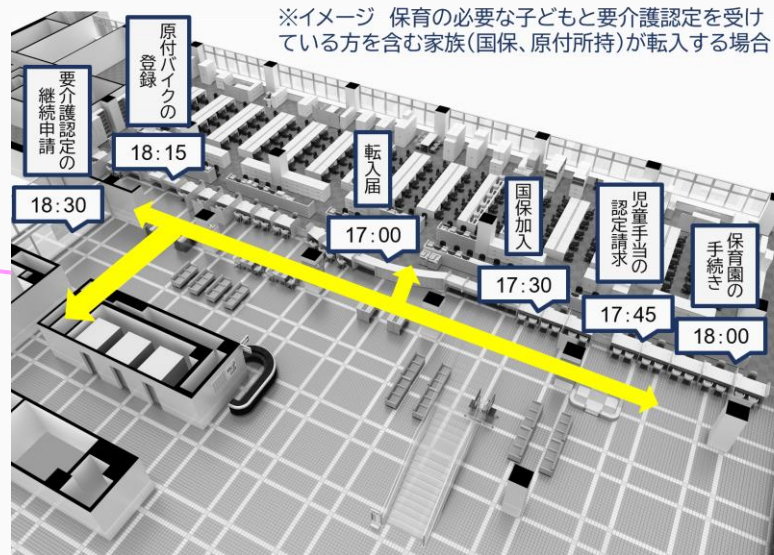 ※イメージ 保育の必要な子どもと要介護認定を受け
ている方を含む家族(国保、原付所持)が転入する場合
要介護認定の
継続申請
18:30
原付バイクの
登録
18:15
転入届
17:00
国保加入
17:30
児童手当の
認定請求
17:45
保育園の
手続き
18:00